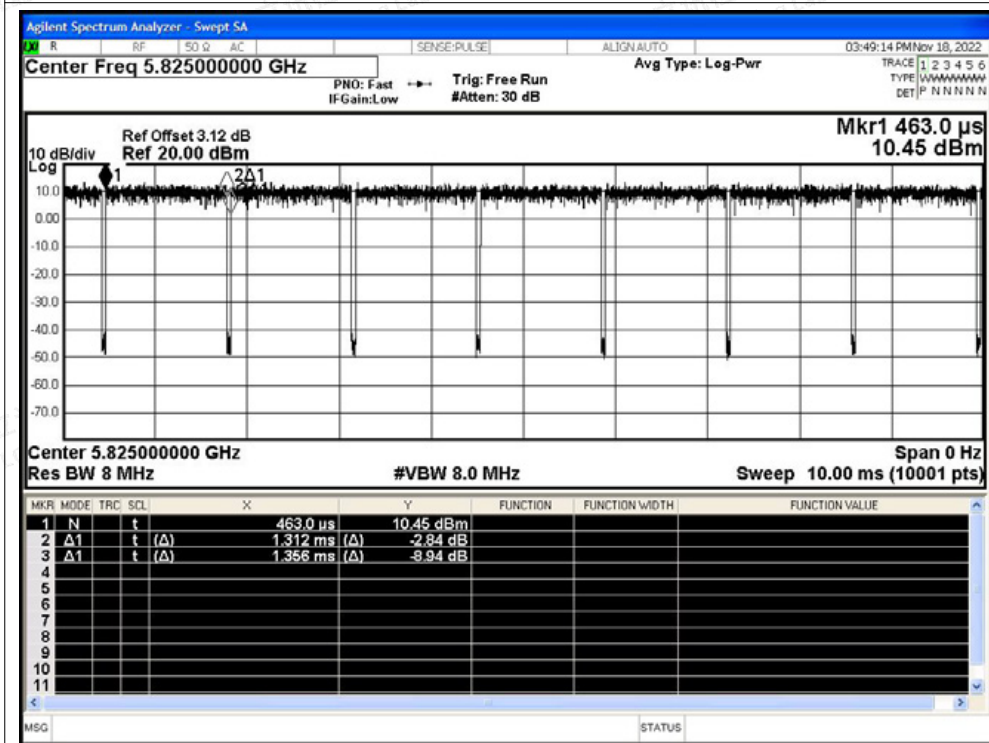 Agilent Spectrum Analyzer - Swept SA
LXI R RF 50 Ω AC SENSE:PULSE ALIGN AUTO 03:49:14 PM Nov 18, 2022
Center Freq 5.825000000 GHz
PNO: Fast
IFGain:Low
Trig: Free Run
#Atten: 30 dB
Avg Type: Log-Pwr
TRACE 1 2 3 4 5 6
TYPE WWWWWW
DET P N N N N N
Mkr1 463.0 µs
10.45 dBm
Ref Offset 3.12 dB
10 dB/div Ref 20.00 dBm
Log
1
2Δ1
10.0
0.00
-10.0
-20.0
-30.0
-40.0
-50.0
-60.0
-70.0
Center 5.825000000 GHz Span 0 Hz
Res BW 8 MHz #VBW 8.0 MHz Sweep 10.00 ms (10001 pts)
MKR MODE TRC SCL X Y FUNCTION FUNCTION WIDTH FUNCTION VALUE
1 N t 463.0 µs 10.45 dBm
2 Δ1 t (Δ) 1.312 ms (Δ) -2.84 dB
3 Δ1 t (Δ) 1.356 ms (Δ) -8.94 dB
4
5
6
7
8
9
10
11
MSG STATUS